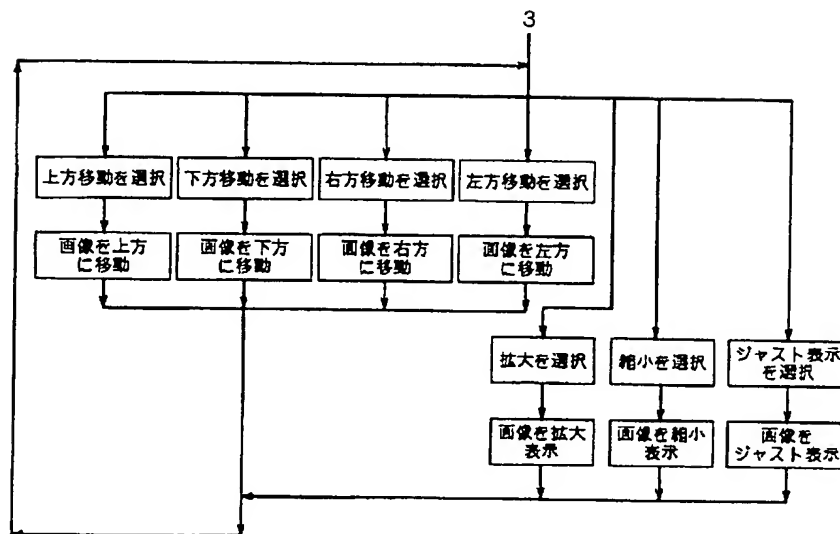 3
上方移動を選択
下方移動を選択
右方移動を選択
左方移動を選択
画像を上方
に移動
画像を下方
に移動
画像を右方
に移動
画像を左方
に移動
拡大を選択
縮小を選択
ジャスト表示
を選択
画像を拡大
表示
画像を縮小
表示
画像を
ジャスト表示